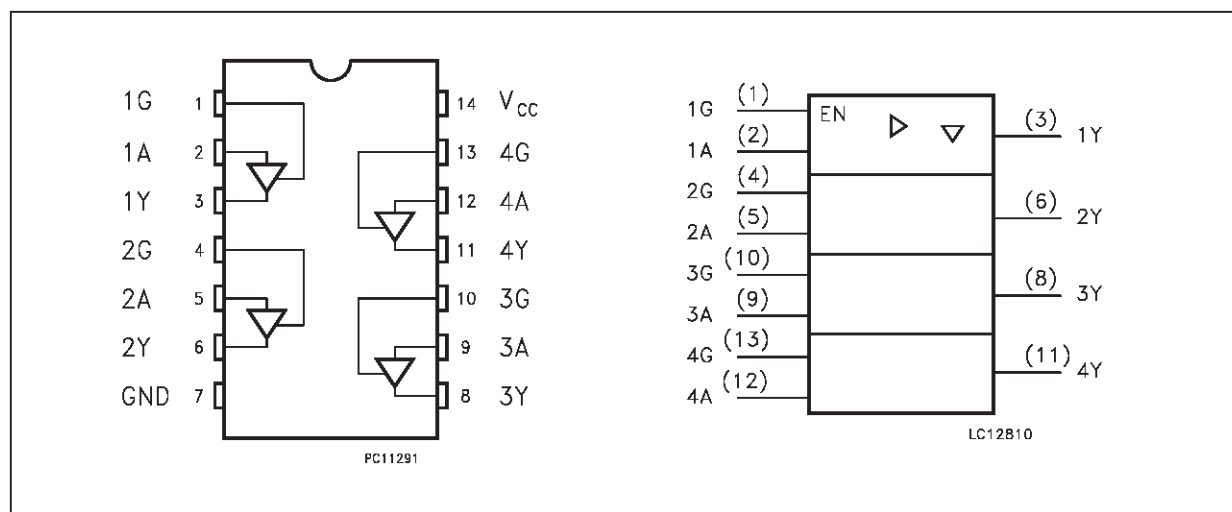 1G 1 14 VCC
1A 2 13 4G
1Y 3 12 4A
2G 4 11 4Y
2A 5 10 3G
2Y 6 9 3A
GND 7 8 3Y
PC11291
1G (1) EN (3) 1Y
1A (2)
2G (4) (6) 2Y
2A (5)
3G (10) (8) 3Y
3A (9)
4G (13) (11) 4Y
4A (12)
LC12810